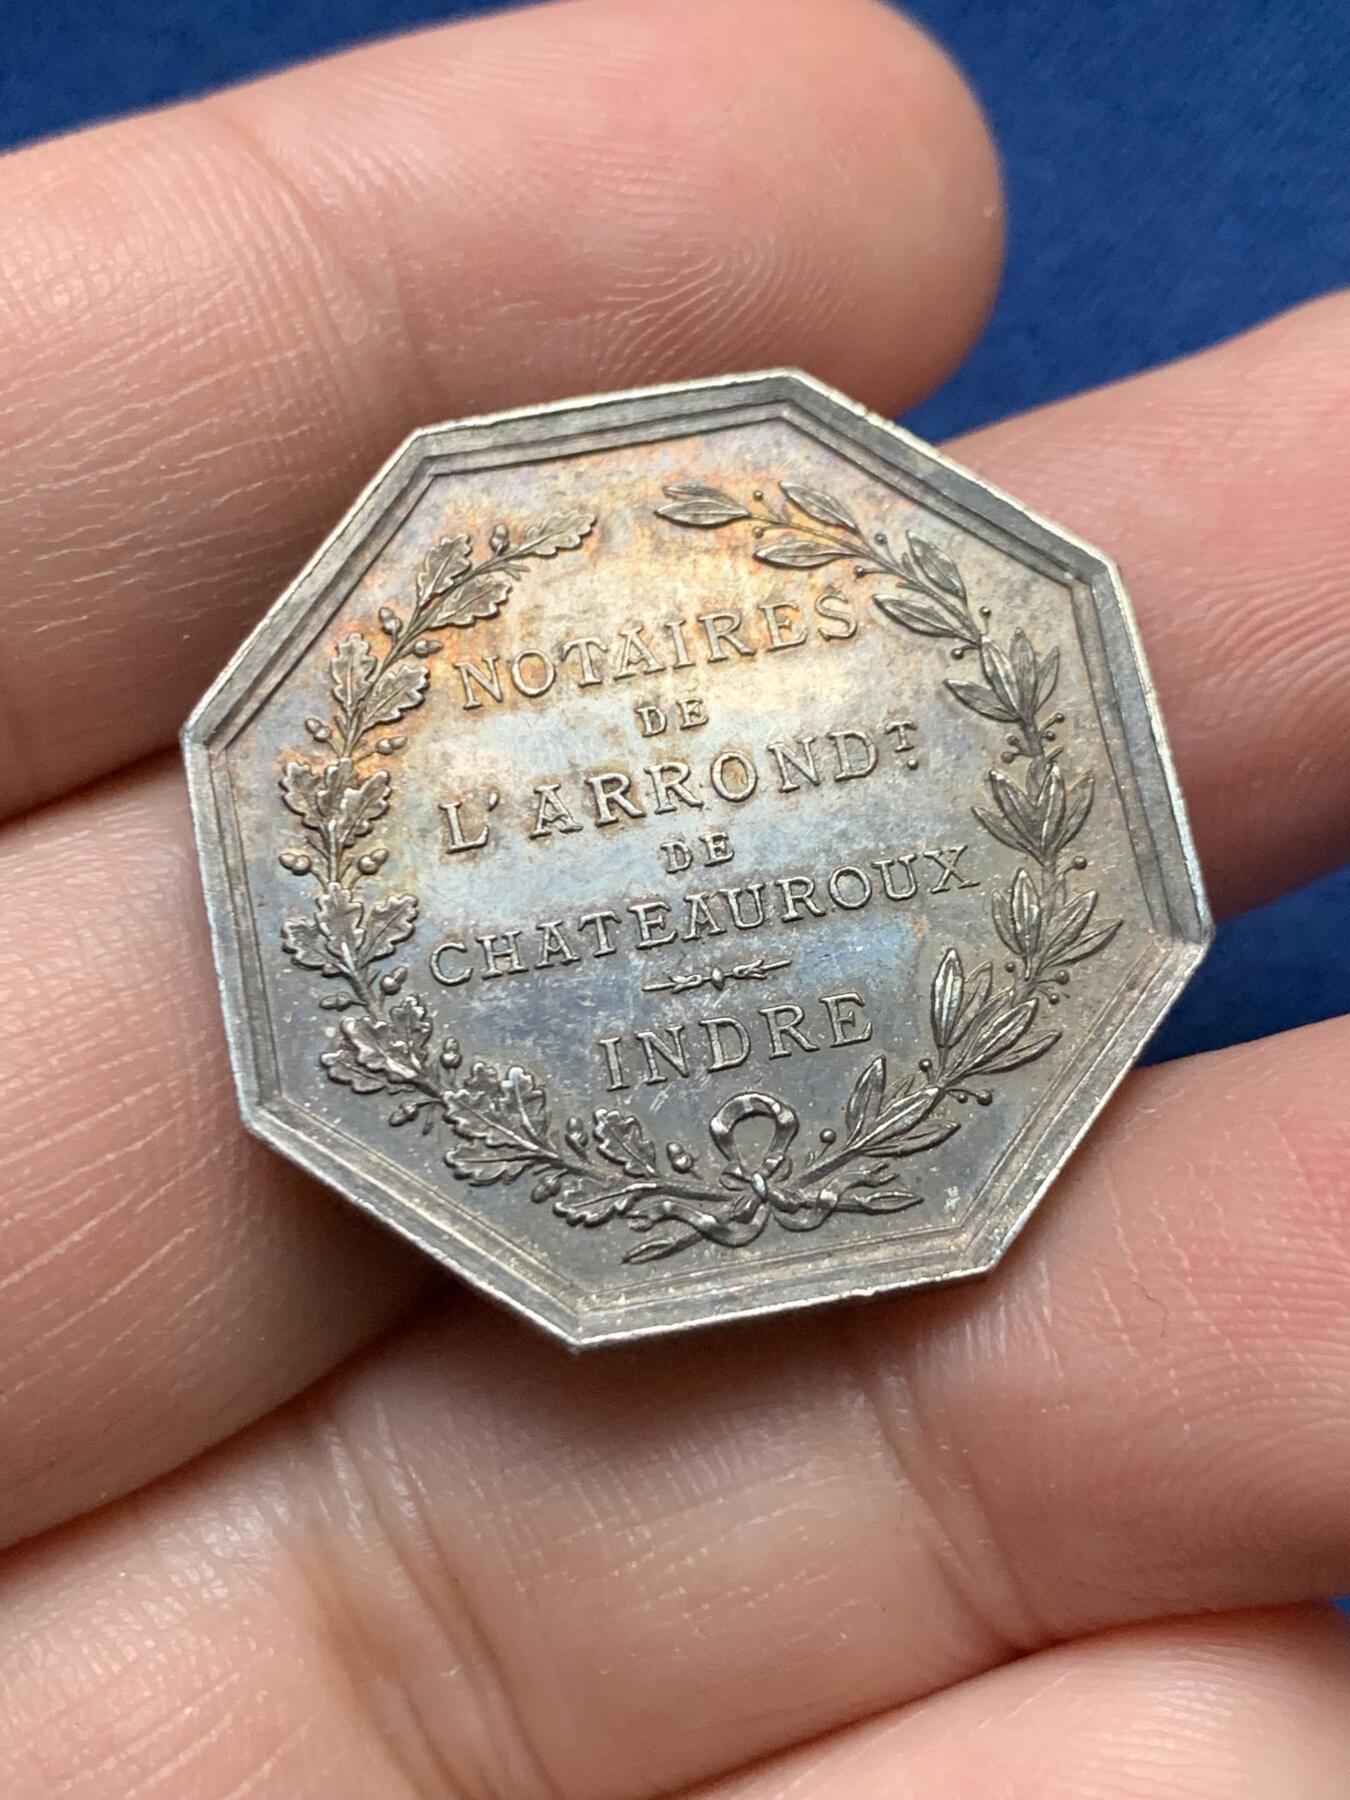 NOTAIRES
DE
L'ARRONDT.
DE
CHATEAUROUX
INDRE